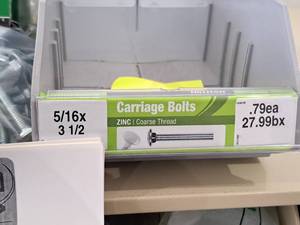 Carriage Bolts
5/16x
3 1/2
ZINC | Coarse Thread
.79ea
27.99bx